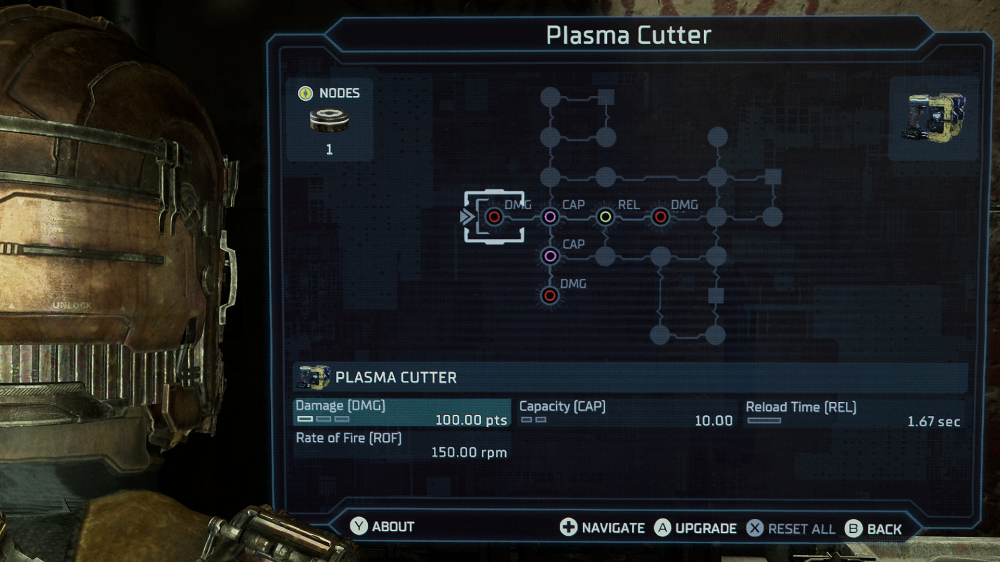 Plasma Cutter
NODES
1
DMG CAP REL DMG
CAP
DMG
UNLOCK
PLASMA CUTTER
Damage (DMG) 100.00 pts
Capacity (CAP) 10.00
Reload Time (REL) 1.67 sec
Rate of Fire (ROF) 150.00 rpm
Y ABOUT
NAVIGATE A UPGRADE X RESET ALL B BACK